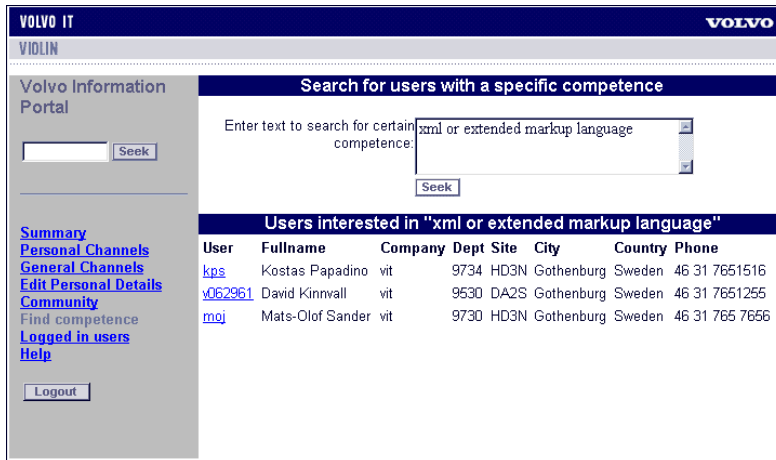 VOLVO IT
VOLVO
VIOLIN
Volvo Information
Portal
Seek
Summary
Personal Channels
General Channels
Edit Personal Details
Community
Find competence
Logged in users
Help
Logout
Search for users with a specific competence
Enter text to search for certain
competence:
xml or extended markup language
Seek
Users interested in "xml or extended markup language"
User Fullname Company Dept Site City Country Phone
kps Kostas Papadino vit 9734 HD3N Gothenburg Sweden 46 31 7651516
v062961 David Kinnvall vit 9530 DA2S Gothenburg Sweden 46 31 7651255
moj Mats-Olof Sander vit 9730 HD3N Gothenburg Sweden 46 31 765 7656